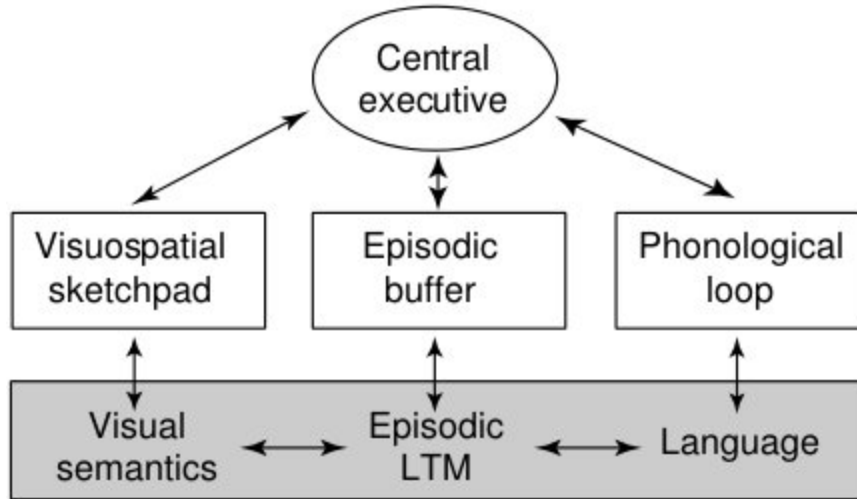 Central
executive
Visuospatial
sketchpad
Episodic
buffer
Phonological
loop
Visual
semantics
Episodic
LTM
Language